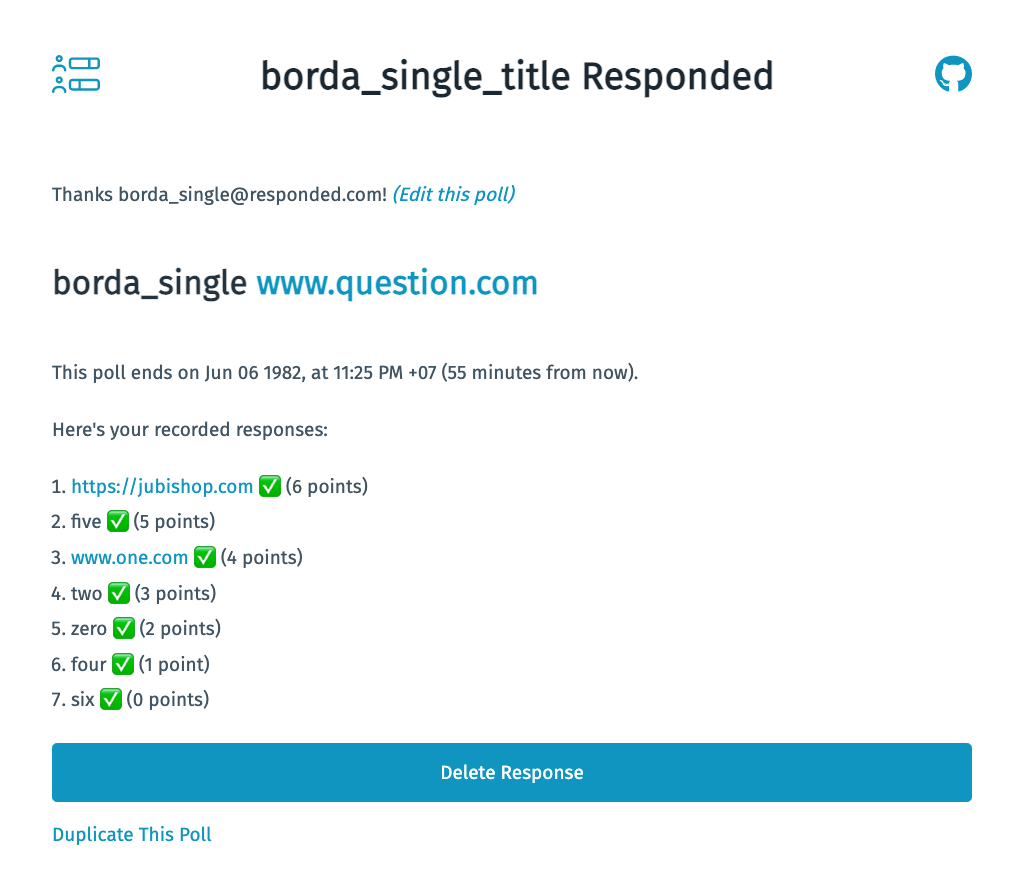 borda_single_title Responded
Thanks borda_single@responded.com! (Edit this poll)
borda_single www.question.com
This poll ends on Jun 06 1982, at 11:25 PM +07 (55 minutes from now).
Here's your recorded responses:
1. https://jubishop.com ✅ (6 points)
2. five ✅ (5 points)
3. www.one.com ✅ (4 points)
4. two ✅ (3 points)
5. zero ✅ (2 points)
6. four ✅ (1 point)
7. six ✅ (0 points)
Delete Response
Duplicate This Poll